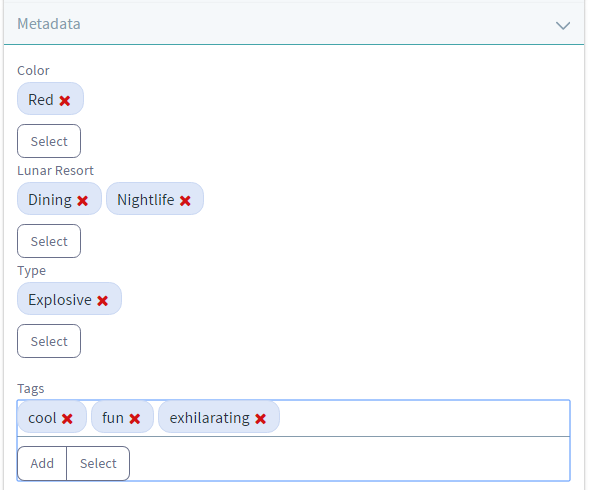 Metadata
Color
Red
Select
Lunar Resort
Dining Nightlife
Select
Type
Explosive
Select
Tags
cool fun exhilarating
Add Select